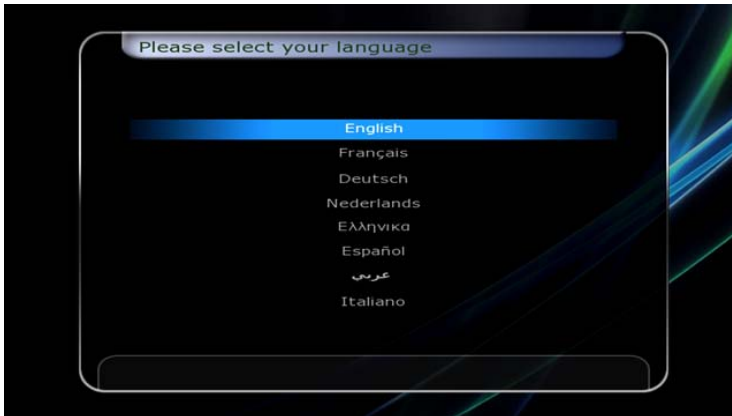 Please select your language
English
Français
Deutsch
Nederlands
Ελληνικα
Español
عربي
Italiano